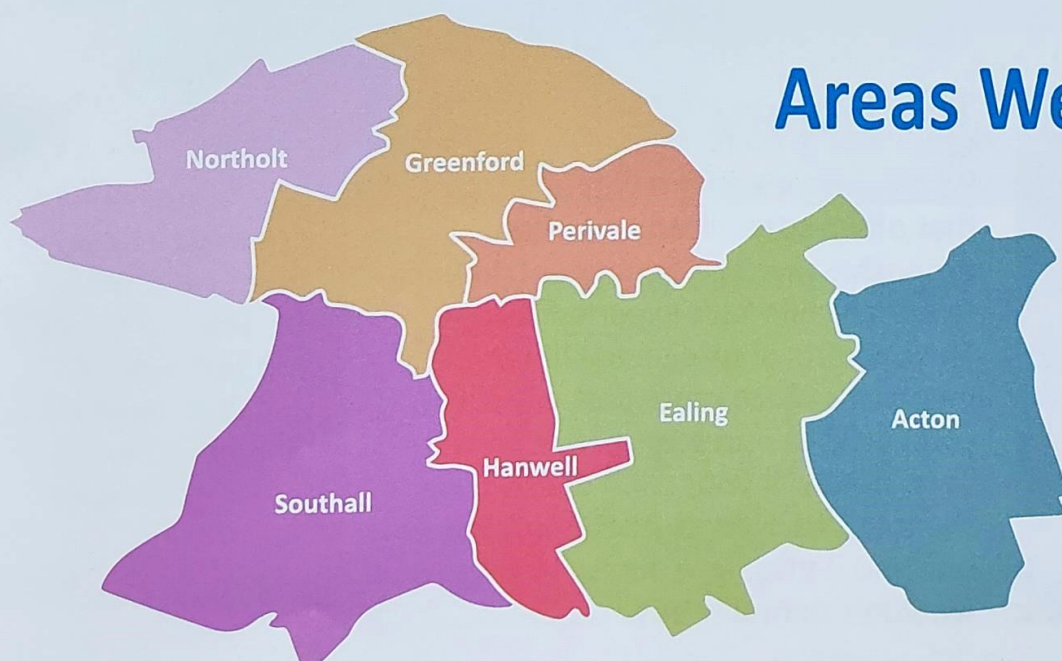 Areas We
Northolt
Greenford
Perivale
Ealing
Acton
Hanwell
Southall